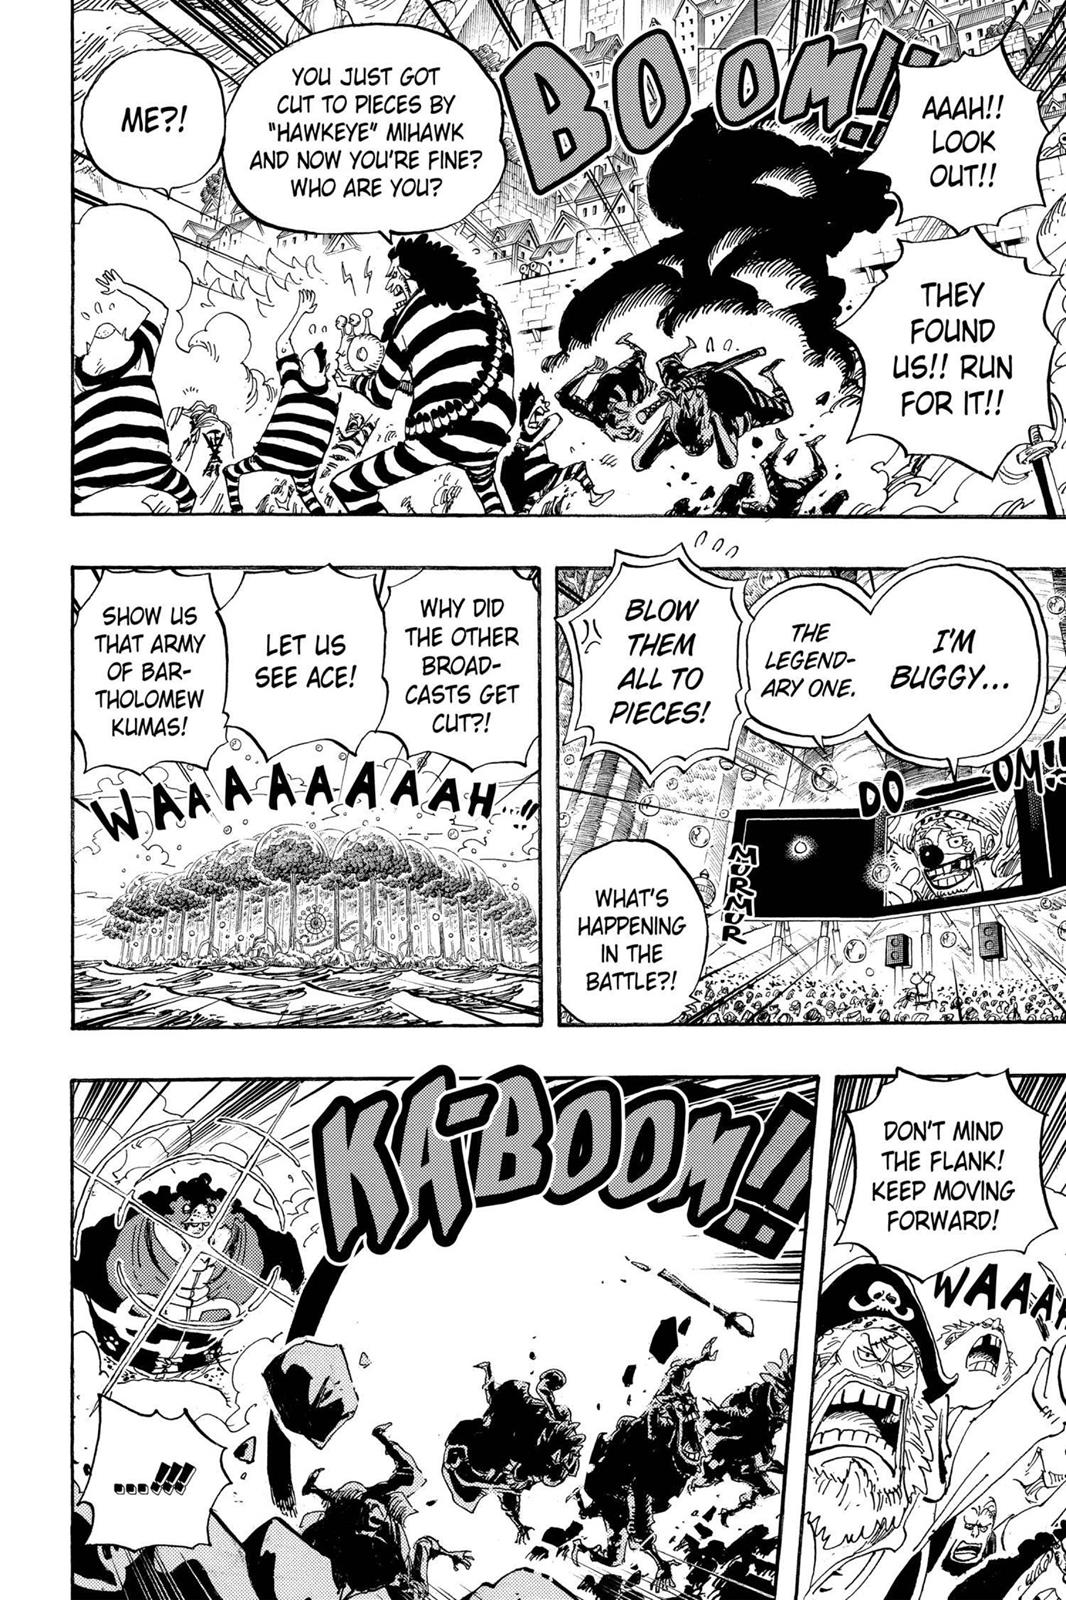 AAAH!!
LOOK
OUT!!
THEY
FOUND
US!! RUN
FOR IT!!
BOOM!!
YOU JUST GOT
CUT TO PIECES BY
“HAWKEYE” MIHAWK
AND NOW YOU'RE FINE?
WHO ARE YOU?
ME?!
I'M
BUGGY...
THE
LEGEND-
ARY ONE.
BLOW
THEM
ALL TO
PIECES!
DO—OM!!
MURMUR
WHAT'S
HAPPENING
IN THE
BATTLE?!
WHY DID
THE OTHER
BROAD-
CASTS GET
CUT?!
LET US
SEE ACE!
SHOW US
THAT ARMY
OF BAR-
THOLOMEW
KUMAS!
WAAAAAAAAAH...!!
DON'T MIND
THE FLANK!
KEEP MOVING
FORWARD!
WAAAAH
KA-BOOM!!
....!!!